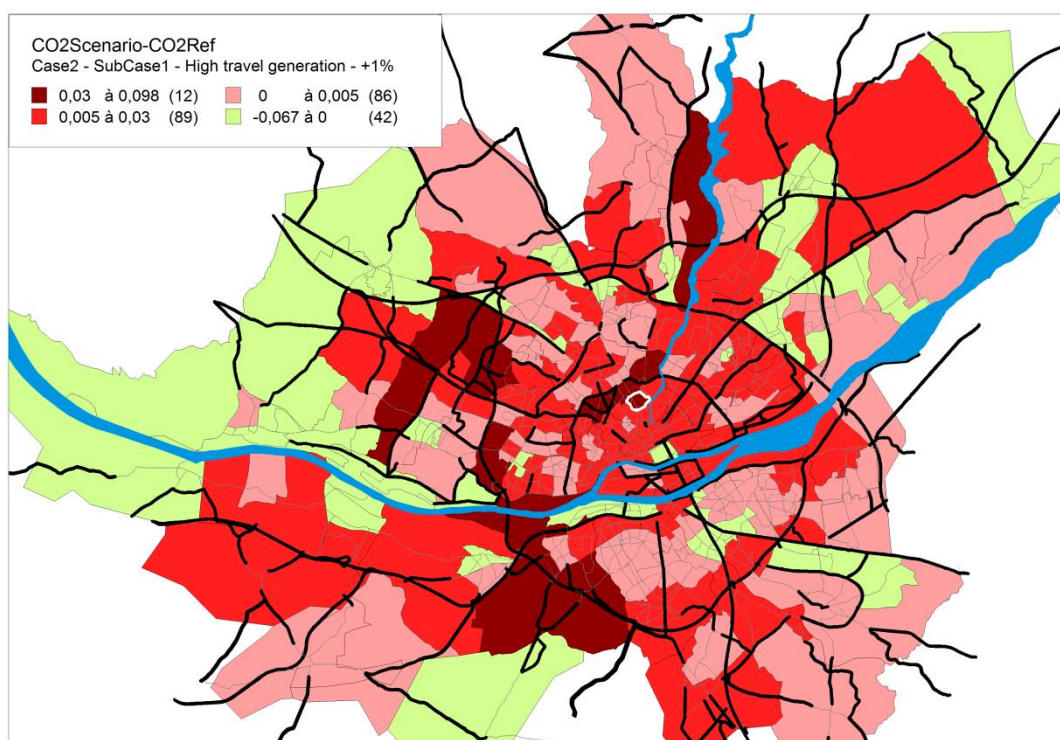 CO2Scenario-CO2Ref
Case2 - SubCase1 - High travel generation - +1%
0,03 à 0,098 (12)
0,005 à 0,03 (89)
0 à 0,005 (86)
-0,067 à 0 (42)